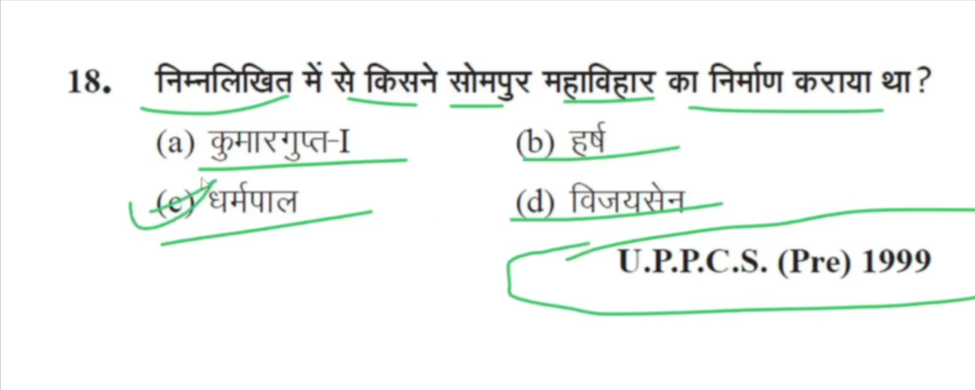 18. निम्नलिखित में से किसने सोमपुर महाविहार का निर्माण कराया था?
(a) कुमारगुप्त-I (b) हर्ष
(c) धर्मपाल (d) विजयसेन
U.P.P.C.S. (Pre) 1999